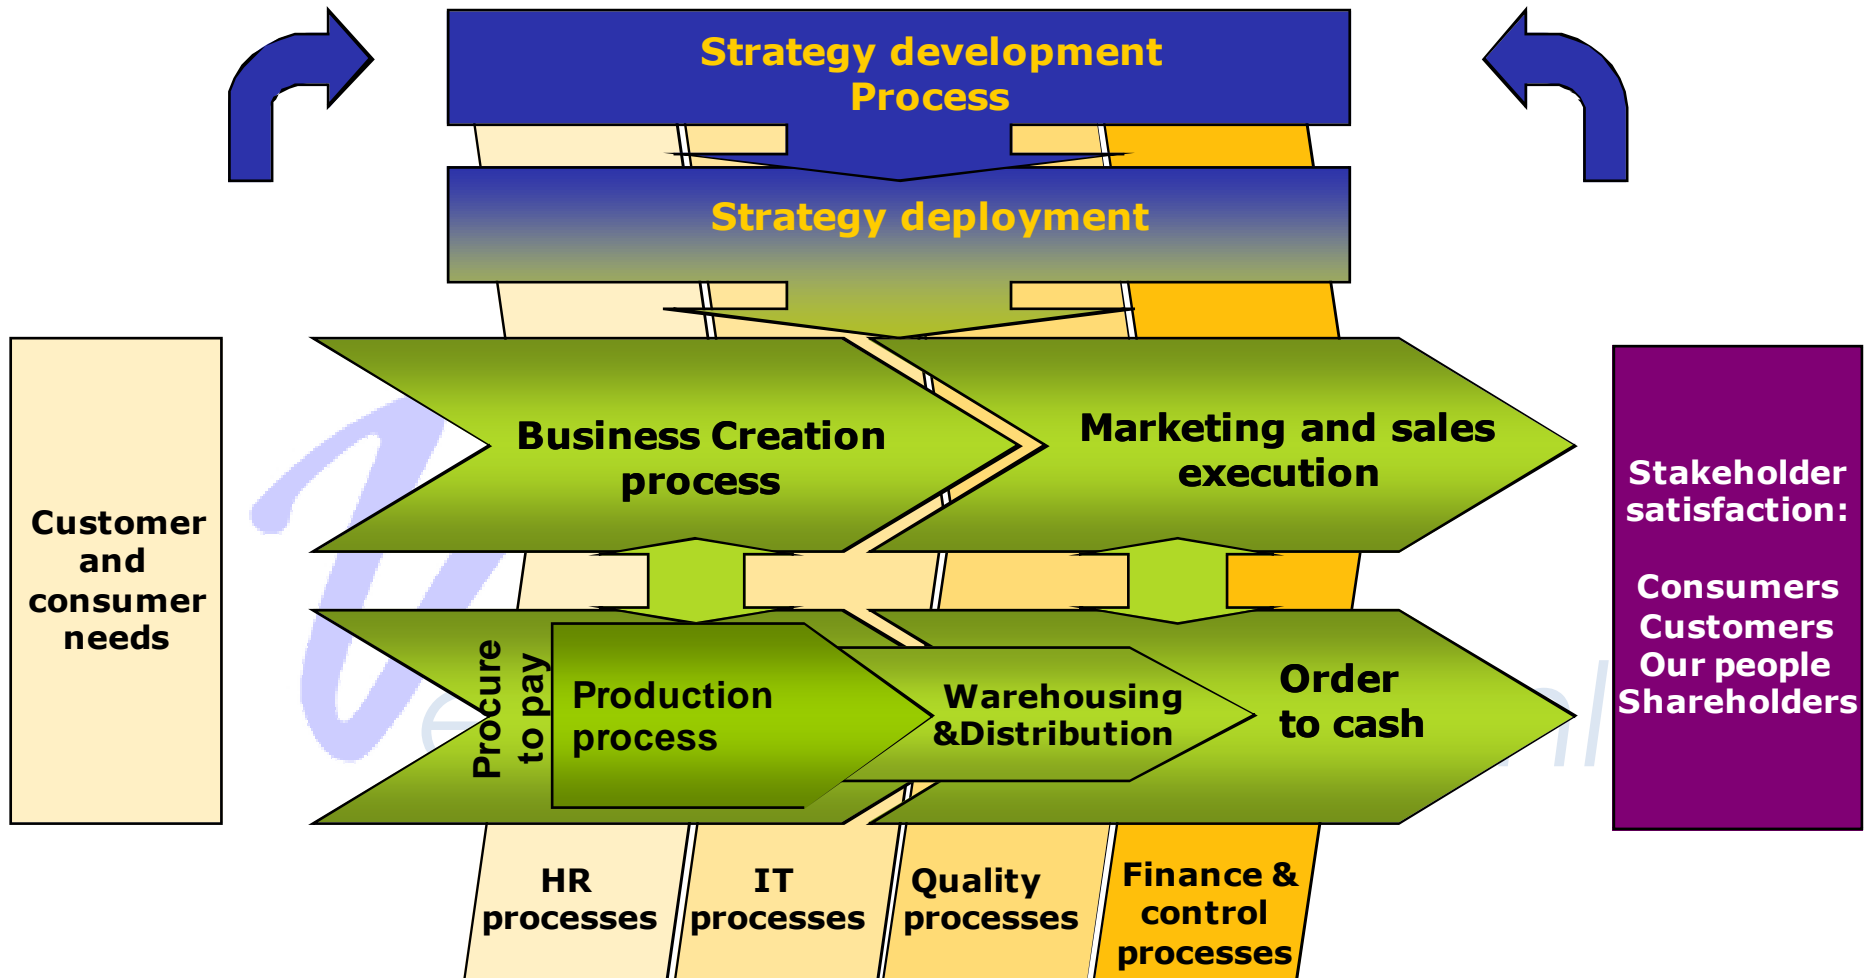 Strategy development
Process
Strategy deployment
Business Creation
process
Marketing and sales
execution
Customer
and
consumer
needs
Stakeholder
satisfaction:
Consumers
Customers
Our people
Shareholders
Procure
to pay
Production
process
Warehousing
&Distribution
Order
to cash
HR
processes
IT
processes
Quality
processes
Finance &
control
processes